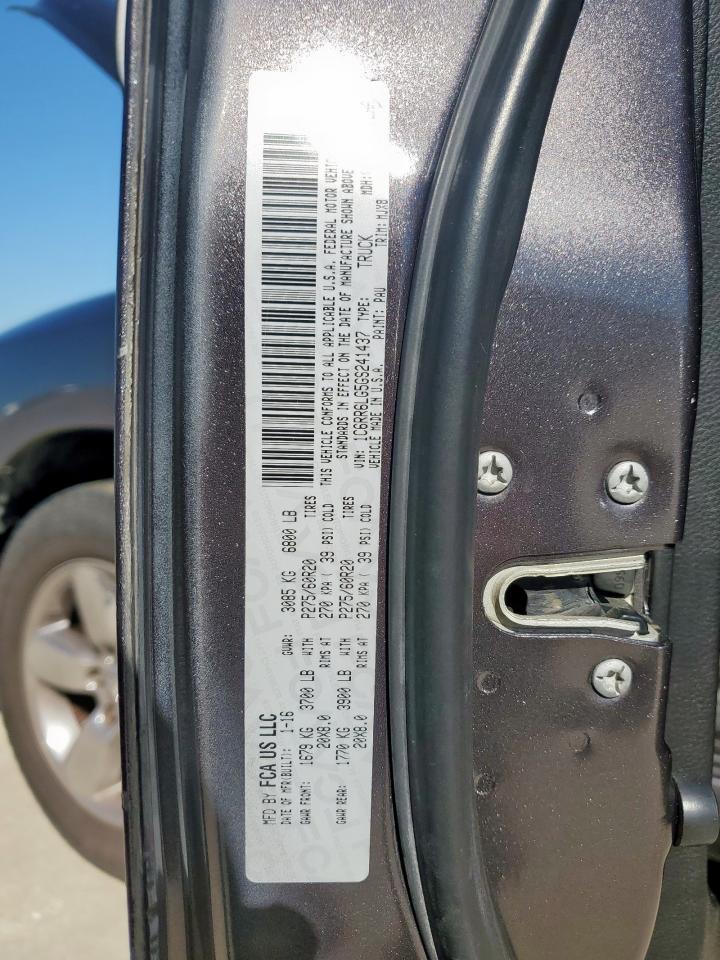 MFD BY FCA US LLC
DATE OF MFR(BUILT): 1-16 GVWR: 3085 KG 6800 LB
GAWR FRONT: 1679 KG 3700 LB WITH P275/60R20 TIRES
20X8.0 RIMS AT 270 KPA( 39 PSI) COLD
GAWR REAR: 1770 KG 3900 LB WITH P275/60R20 TIRES
20X8.0 RIMS AT 270 KPA( 39 PSI) COLD
THIS VEHICLE CONFORMS TO ALL APPLICABLE U.S.A. FEDERAL MOTOR
STANDARDS IN EFFECT ON THE DATE OF MANUFACTURE SHOWN ABOVE
VIN: 1C6RR6LG5GS241437 TYPE: TRUCK MDH:
VEHICLE MADE IN U.S.A. PAINT: PAU TRIM: MJX8